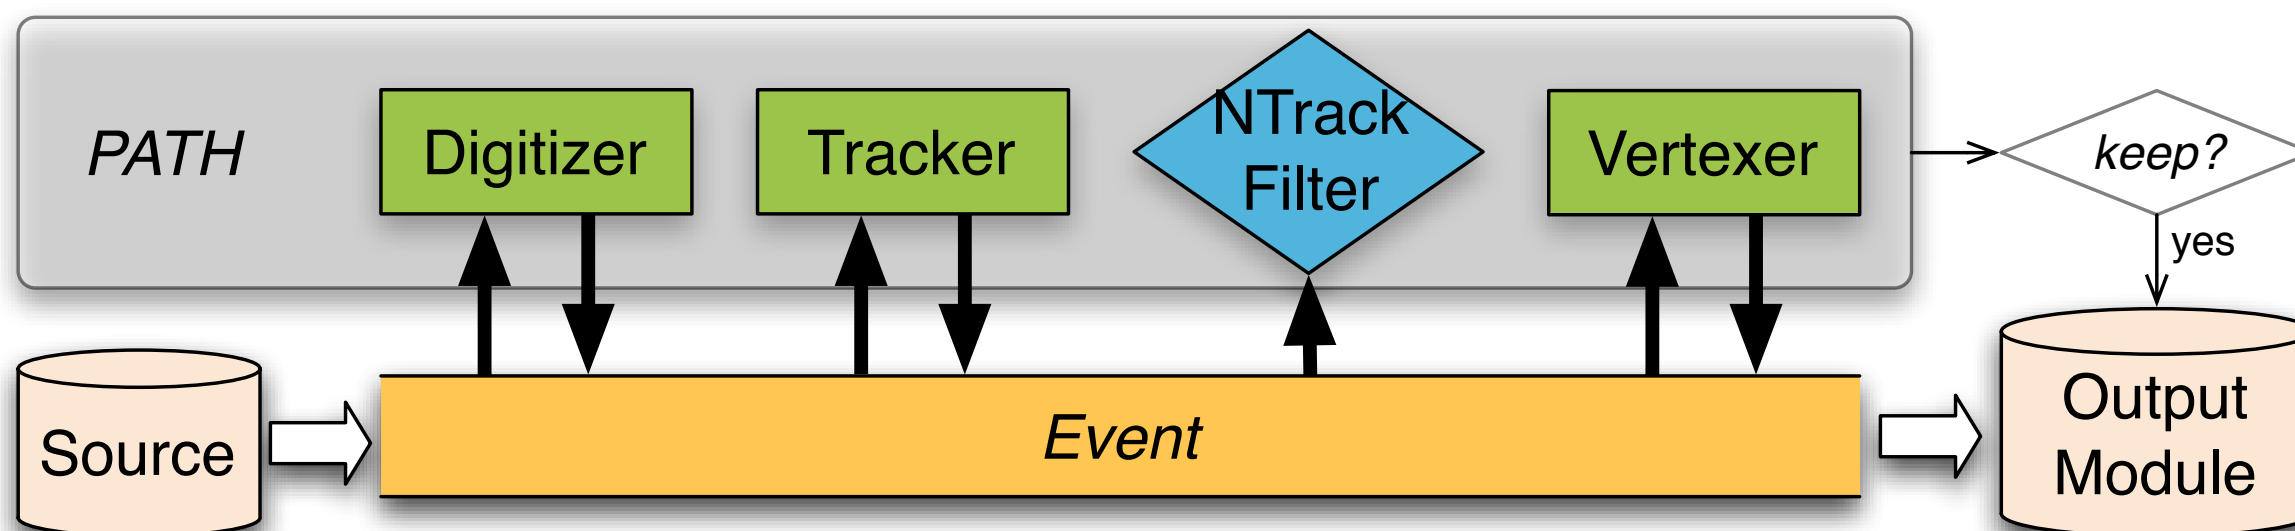 PATH
Digitizer
Tracker
NTrack
Filter
Vertexer
keep?
yes
Source
Event
Output
Module